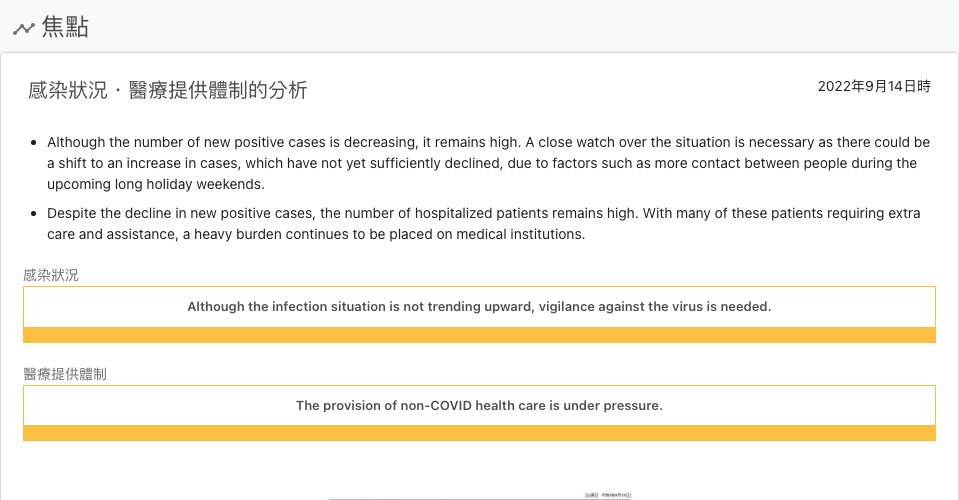 焦點
感染狀況・醫療提供體制的分析
2022年9月14日時
Although the number of new positive cases is decreasing, it remains high. A close watch over the situation is necessary as there could be
a shift to an increase in cases, which have not yet sufficiently declined, due to factors such as more contact between people during the
upcoming long holiday weekends.
Despite the decline in new positive cases, the number of hospitalized patients remains high. With many of these patients requiring extra
care and assistance, a heavy burden continues to be placed on medical institutions.
感染狀況
Although the infection situation is not trending upward, vigilance against the virus is needed.
醫療提供體制
The provision of non-COVID health care is under pressure.